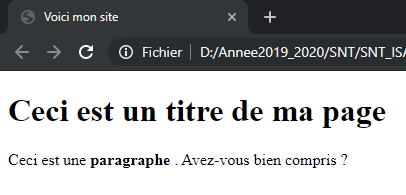 Voici mon site
Fichier D:/Annee2019_2020/SNT/SNT_IS
Ceci est un titre de ma page
Ceci est une paragraphe . Avez-vous bien compris ?